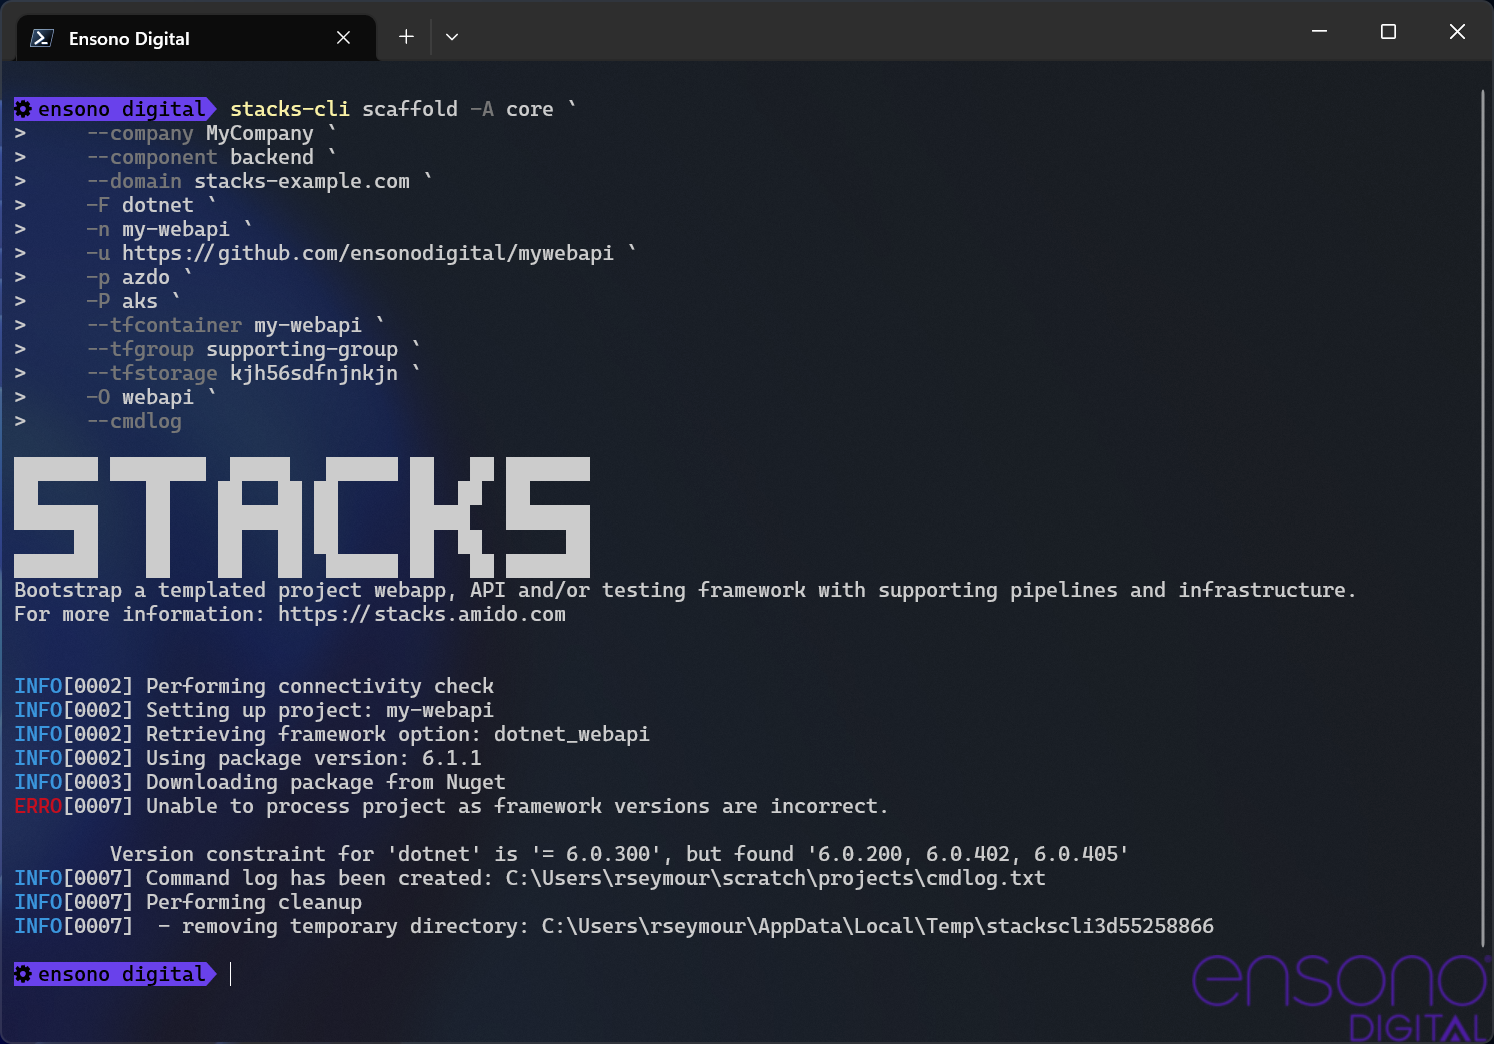 Ensono Digital
ensono digital stacks-cli scaffold -A core `
> --company MyCompany `
> --component backend `
> --domain stacks-example.com `
> -F dotnet `
> -n my-webapi `
> -u https://github.com/ensonodigital/mywebapi `
> -p azdo `
> -P aks `
> --tfcontainer my-webapi `
> --tfgroup supporting-group `
> --tfstorage kjh56sdfnjnkjn `
> -O webapi `
> --cmdlog
STACKS
Bootstrap a templated project webapp, API and/or testing framework with supporting pipelines and infrastructure.
For more information: https://stacks.amido.com
INFO[0002] Performing connectivity check
INFO[0002] Setting up project: my-webapi
INFO[0002] Retrieving framework option: dotnet_webapi
INFO[0002] Using package version: 6.1.1
INFO[0003] Downloading package from Nuget
ERRO[0007] Unable to process project as framework versions are incorrect.
Version constraint for 'dotnet' is '= 6.0.300', but found '6.0.200, 6.0.402, 6.0.405'
INFO[0007] Command log has been created: C:\Users\rseymour\scratch\projects\cmdlog.txt
INFO[0007] Performing cleanup
INFO[0007]  - removing temporary directory: C:\Users\rseymour\AppData\Local\Temp\stackscli3d55258866
ensono digital
ensono
DIGITAL